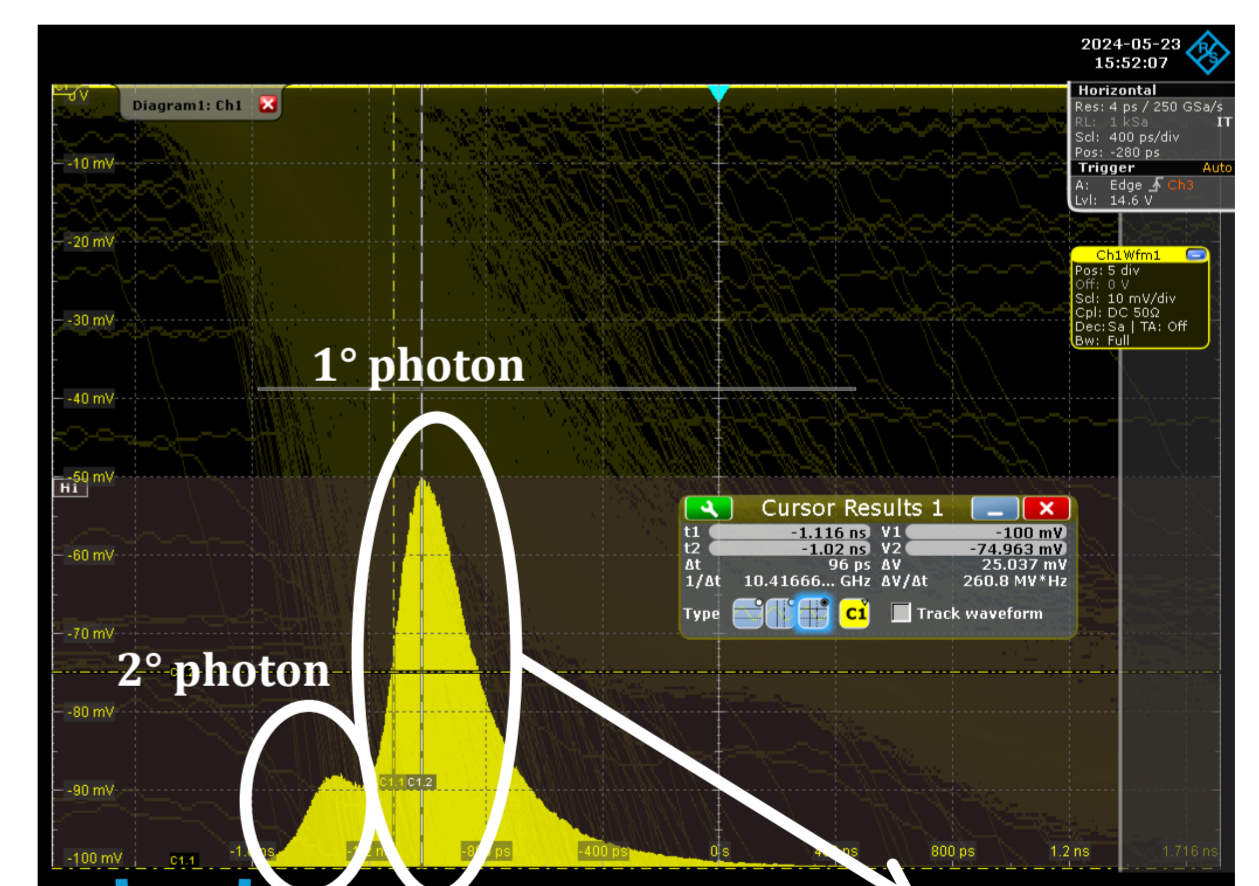 2024-05-23
15:52:07
R&S
Diagram1: Ch1
Horizontal
Res: 4 ps / 250 GSa/s
RL: 1 kSa IT
Scl: 400 ps/div
Pos: -280 ps
Trigger Auto
A: Edge Ch3
Lvl: 14.6 V
Ch1Wfm1
Pos: 5 div
Off: 0 V
Scl: 10 mV/div
Cpl: DC 50Ω
Dec: Sa | TA: Off
Bw: Full
-10 mV
-20 mV
-30 mV
1° photon
-40 mV
-50 mV
H1
Cursor Results 1
t1 -1.116 ns V1 -100 mV
t2 -1.02 ns V2 -74.963 mV
Δt 96 ps ΔV 25.037 mV
1/Δt 10.41666... GHz ΔV/Δt 260.8 MV*Hz
Type C1 Track waveform
-60 mV
-70 mV
2° photon
-80 mV
-90 mV
C1.1 C1.2
-100 mV
C1.1
-400 ps
0 s
800 ps
1.2 ns
1.716 ns